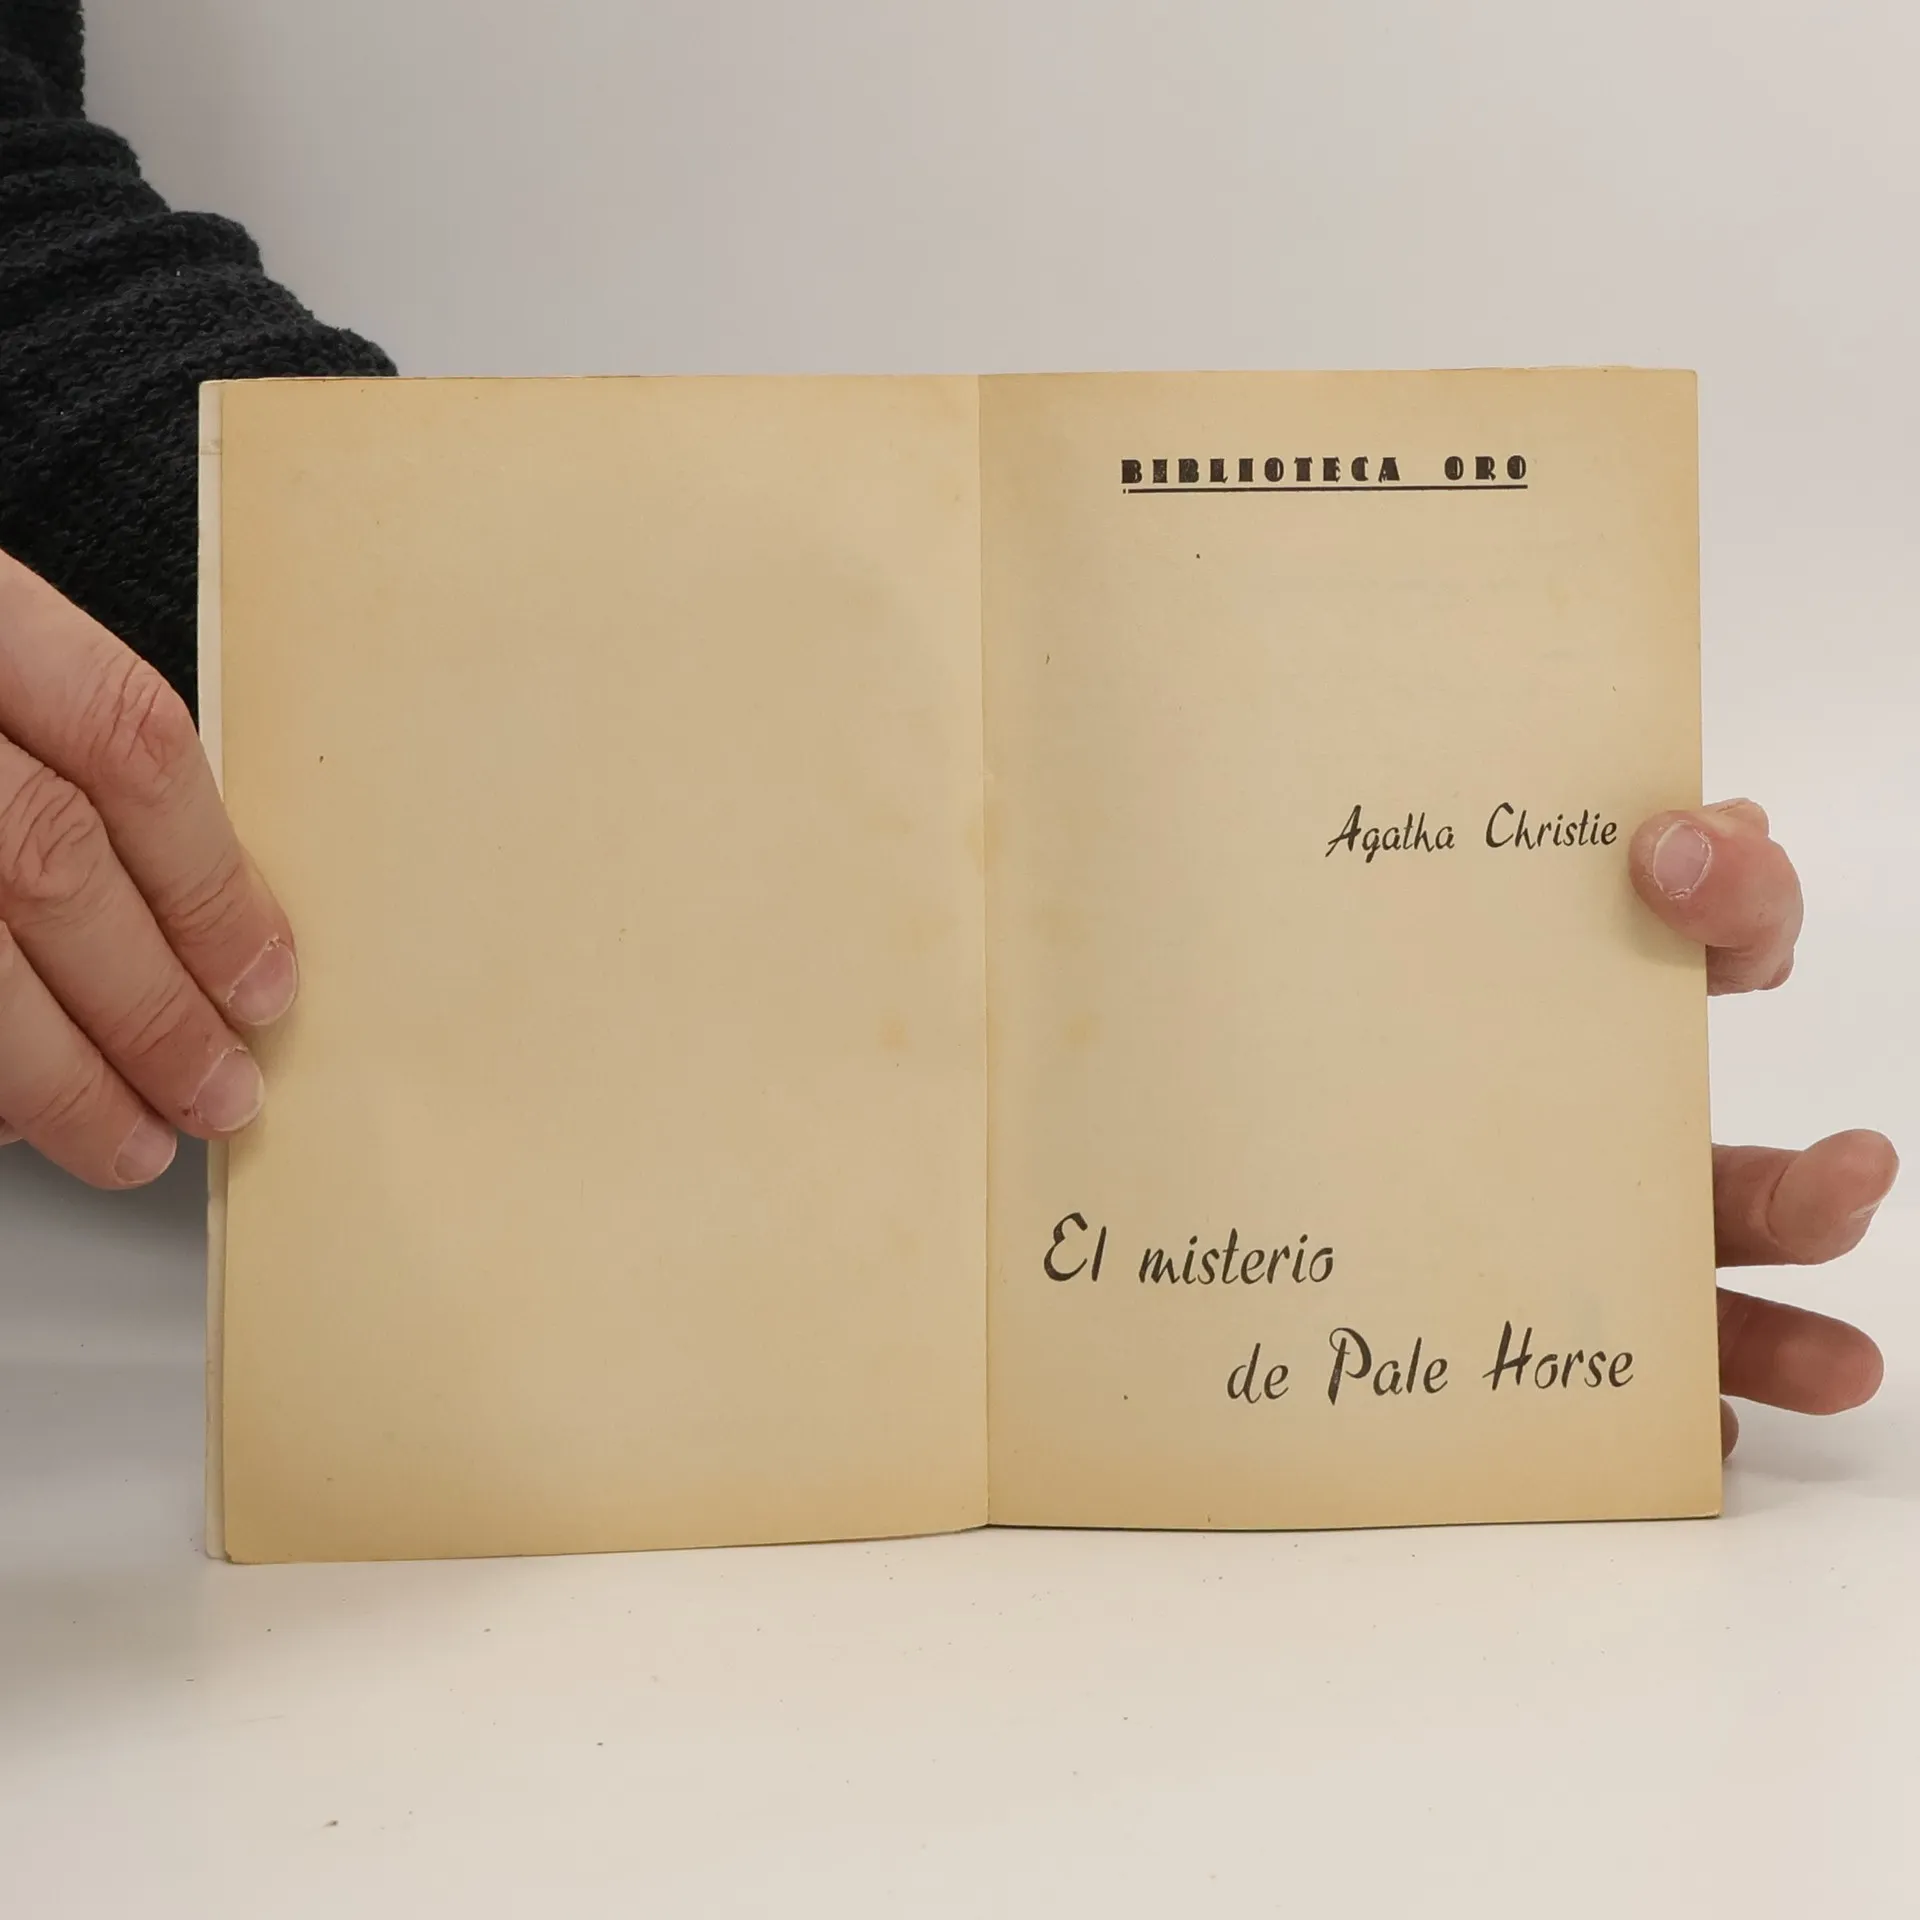 BIBLIOTECA ORO
Agatha Christie
El misterio
de Pale Horse